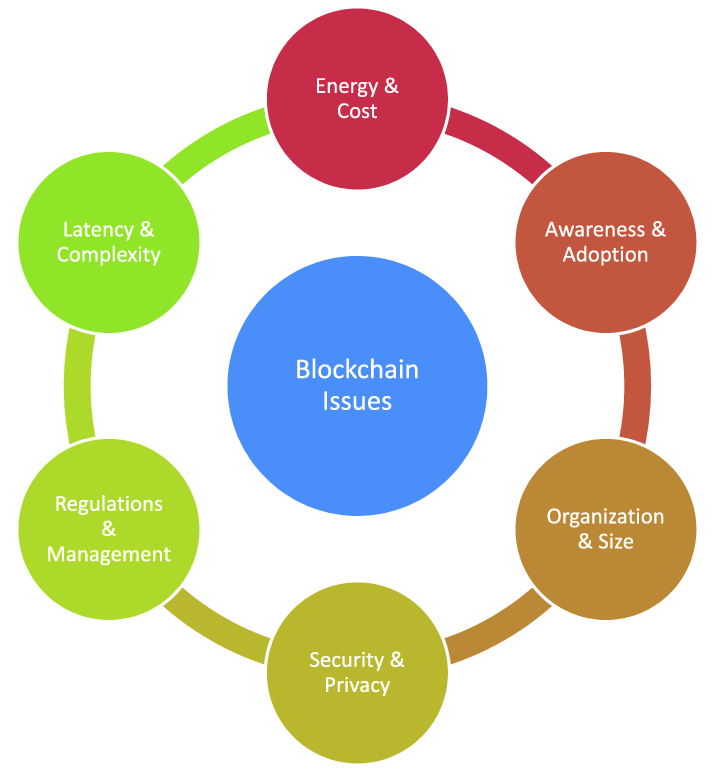 Energy &
Cost
Awareness &
Adoption
Organization
& Size
Security &
Privacy
Regulations
&
Management
Latency &
Complexity
Blockchain
Issues